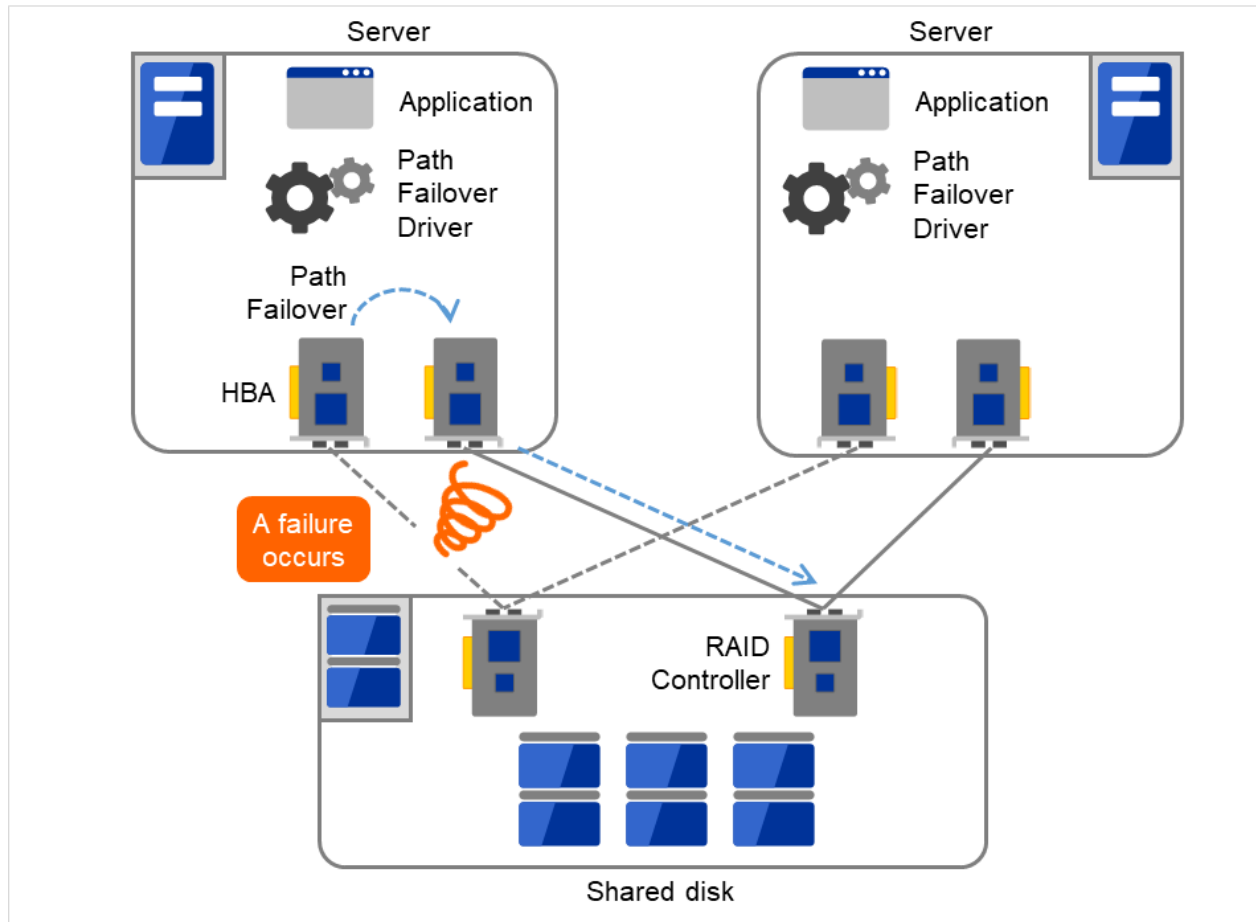 Server
Server
Application
Path
Failover
Driver
Application
Path
Failover
Driver
Path
Failover
HBA
A failure
occurs
RAID
Controller
Shared disk